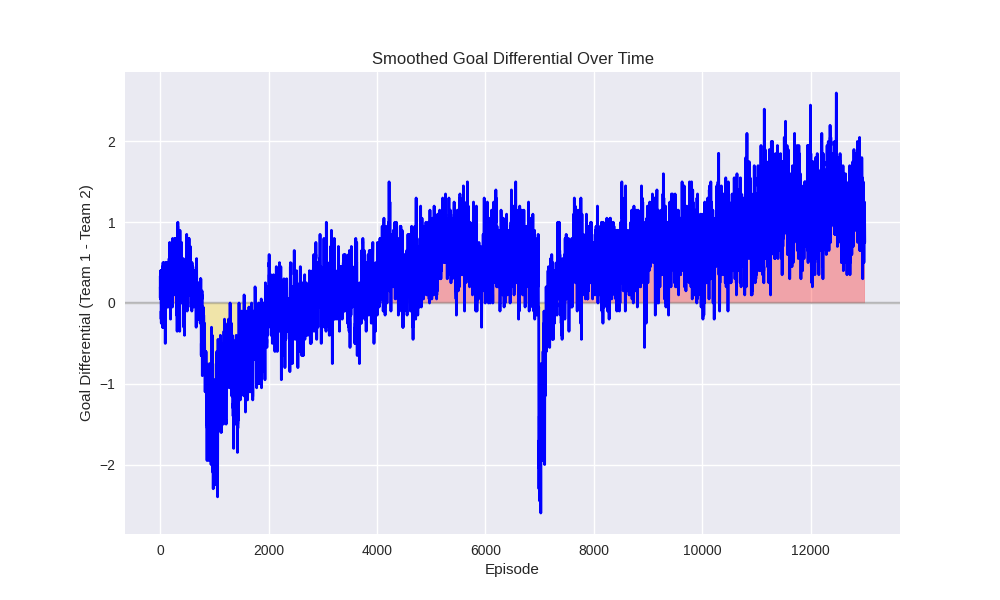 Smoothed Goal Differential Over Time
Goal Differential (Team 1 - Team 2)
2
1
0
−1
−2
0 2000 4000 6000 8000 10000 12000
Episode